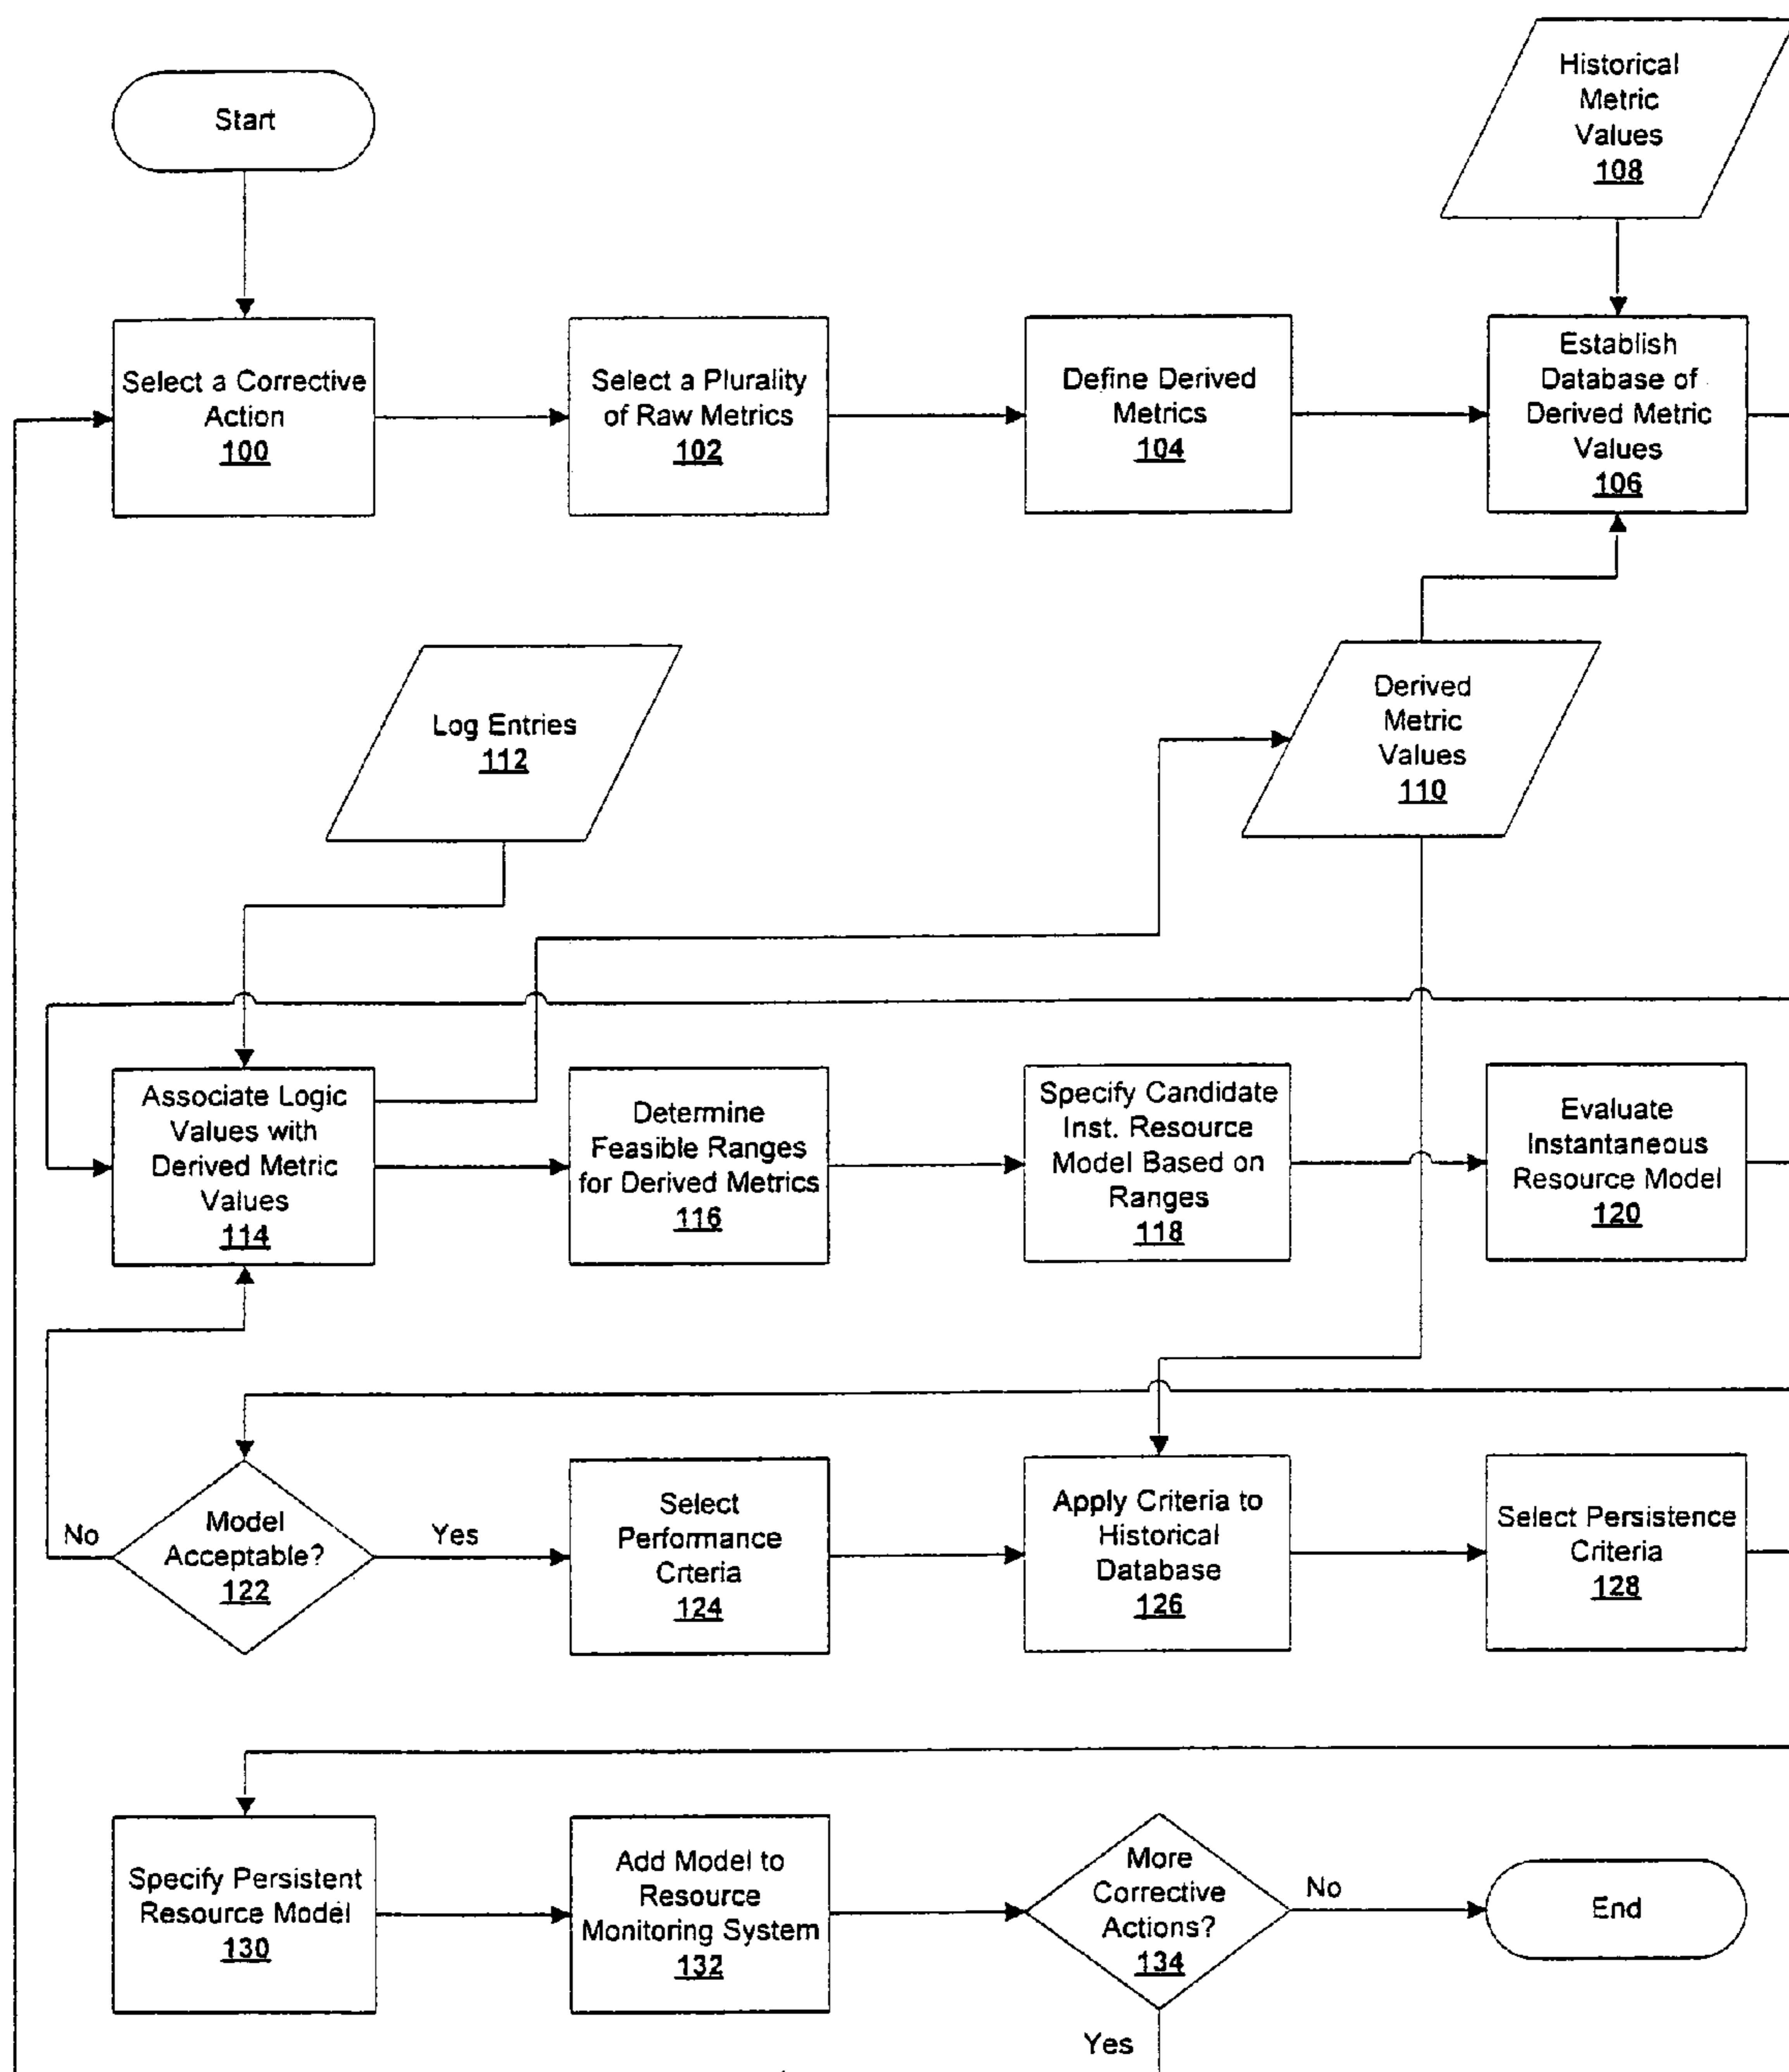 Start
Historical
Metric
Values
108
Select a Corrective
Action
100
Select a Plurality
of Raw Metrics
102
Define Derived
Metrics
104
Establish
Database of
Derived Metric
Values
106
Log Entries
112
Derived
Metric
Values
110
Associate Logic
Values with
Derived Metric
Values
114
Determine
Feasible Ranges
for Derived Metrics
116
Specify Candidate
Inst. Resource
Model Based on
Ranges
118
Evaluate
Instantaneous
Resource Model
120
No
Model
Acceptable?
122
Yes
Select
Performance
Crteria
124
Apply Criteria to
Historical
Database
126
Select Persistence
Criteria
128
Specify Persistent
Resource Model
130
Add Model to
Resource
Monitoring System
132
More
Corrective
Actions?
134
No
End
Yes